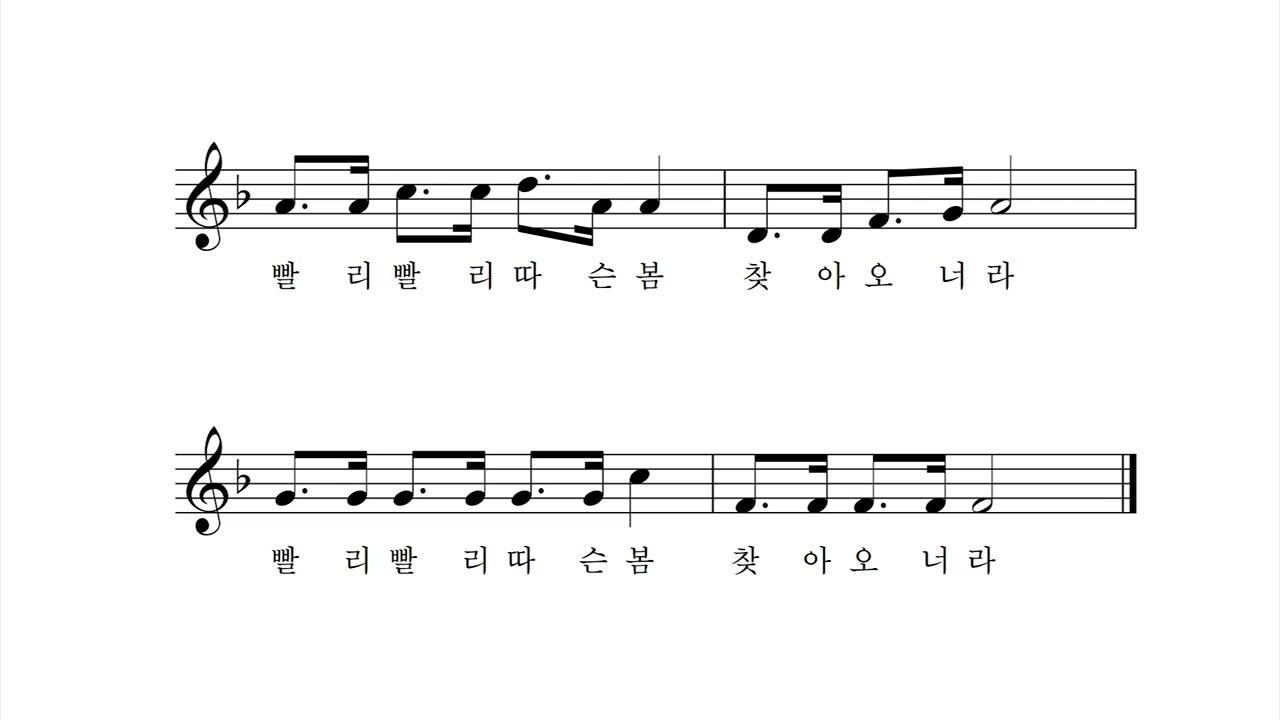 빨 리 빨 리 따 슨 봄 찾 아 오 너 라
빨 리 빨 리 따 슨 봄 찾 아 오 너 라